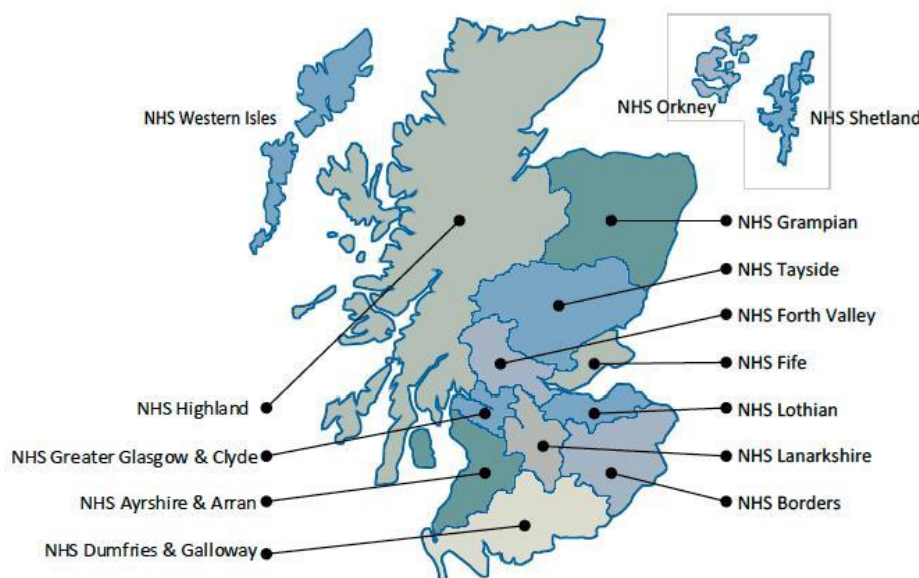 NHS Western Isles
NHS Orkney
NHS Shetland
NHS Grampian
NHS Tayside
NHS Forth Valley
NHS Fife
NHS Highland
NHS Lothian
NHS Greater Glasgow & Clyde
NHS Lanarkshire
NHS Ayrshire & Arran
NHS Borders
NHS Dumfries & Galloway